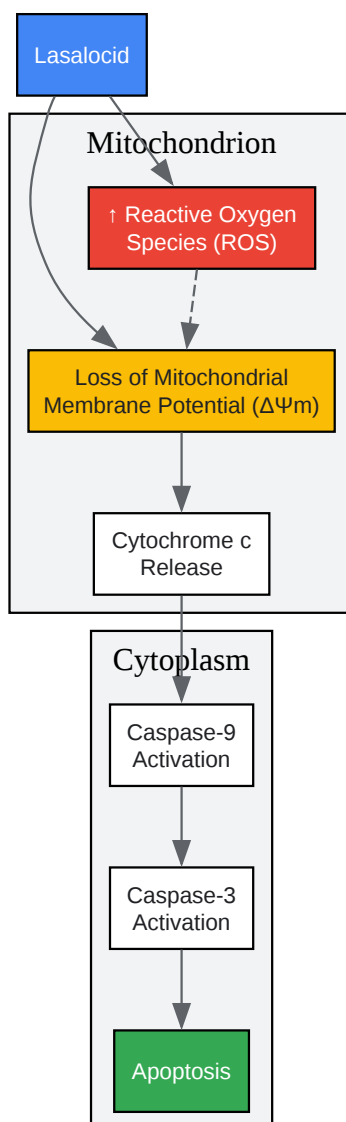 Lasalocid
Mitochondrion
↑ Reactive Oxygen
Species (ROS)
Loss of Mitochondrial
Membrane Potential (ΔΨm)
Cytochrome c
Release
Cytoplasm
Caspase-9
Activation
Caspase-3
Activation
Apoptosis